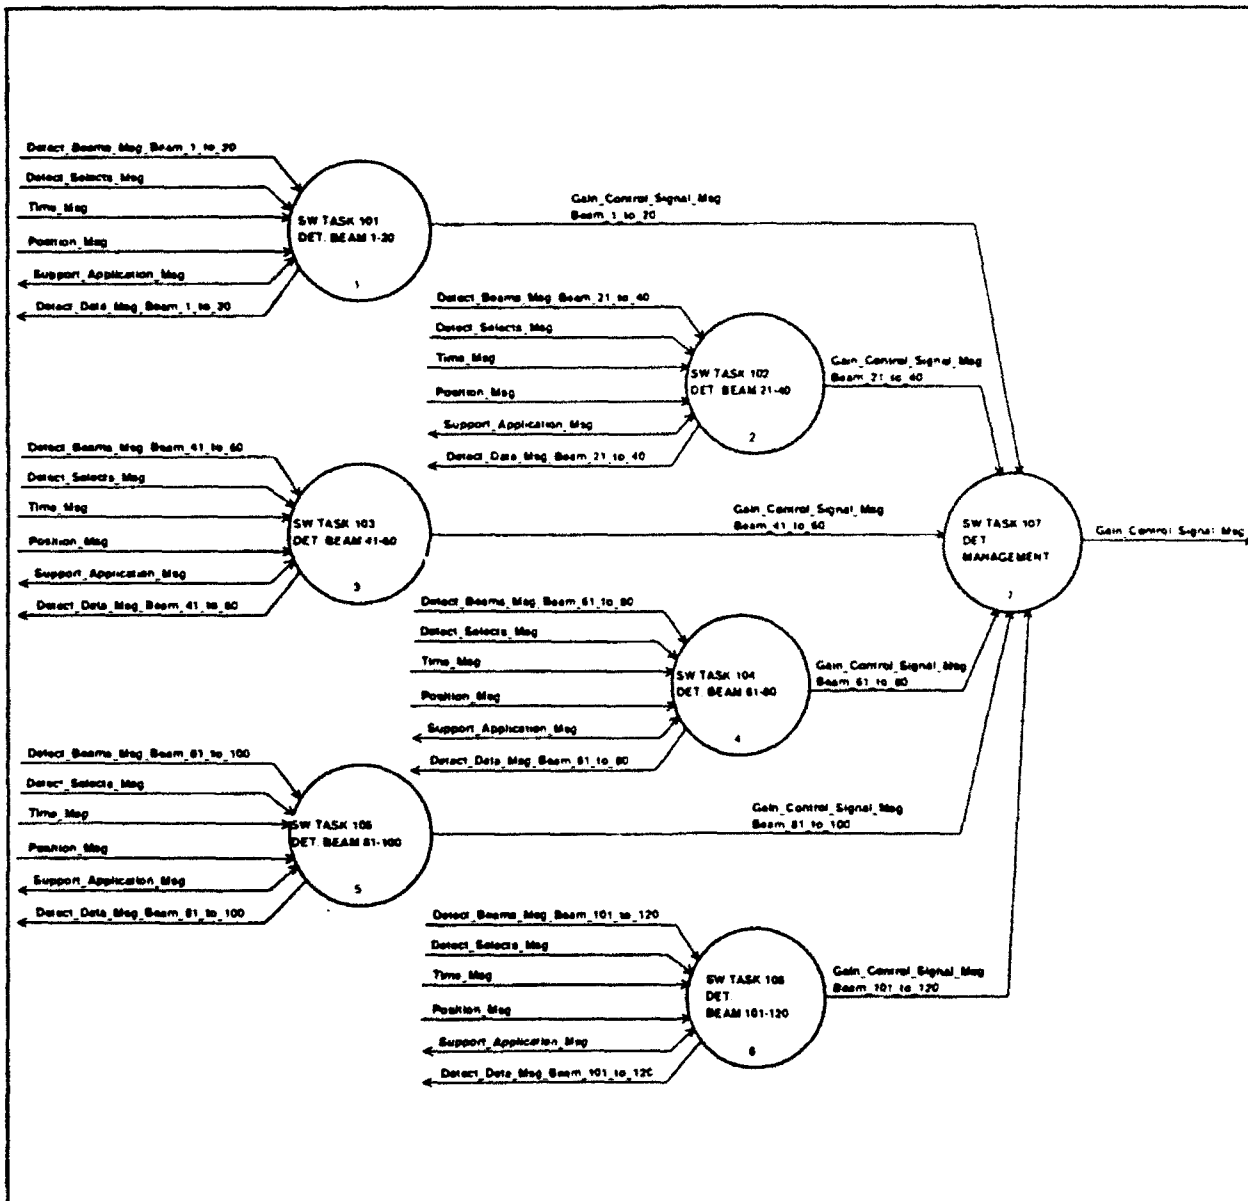 Detect_Beams_Msg_Beam_1_to_20
Detect_Selects_Msg
Time_Msg
Position_Msg
Support_Application_Msg
Detect_Data_Msg_Beam_1_to_20
SW TASK 101
DET. BEAM 1-20
1
Gain_Control_Signal_Msg
Beam_1_to_20
Detect_Beams_Msg_Beam_21_to_40
Detect_Selects_Msg
Time_Msg
Position_Msg
Support_Application_Msg
Detect_Data_Msg_Beam_21_to_40
SW TASK 102
DET. BEAM 21-40
2
Gain_Control_Signal_Msg
Beam_21_to_40
Detect_Beams_Msg_Beam_41_to_60
Detect_Selects_Msg
Time_Msg
Position_Msg
Support_Application_Msg
Detect_Data_Msg_Beam_41_to_60
SW TASK 103
DET. BEAM 41-60
3
Gain_Control_Signal_Msg
Beam_41_to_60
SW TASK 107
DET
MANAGEMENT
7
Gain_Control_Signal_Msg
Detect_Beams_Msg_Beam_61_to_80
Detect_Selects_Msg
Time_Msg
Position_Msg
Support_Application_Msg
Detect_Data_Msg_Beam_61_to_80
SW TASK 104
DET. BEAM 61-80
4
Gain_Control_Signal_Msg
Beam_61_to_80
Detect_Beams_Msg_Beam_81_to_100
Detect_Selects_Msg
Time_Msg
Position_Msg
Support_Application_Msg
Detect_Data_Msg_Beam_81_to_100
SW TASK 105
DET. BEAM 81-100
5
Gain_Control_Signal_Msg
Beam_81_to_100
Detect_Beams_Msg_Beam_101_to_120
Detect_Selects_Msg
Time_Msg
Position_Msg
Support_Application_Msg
Detect_Data_Msg_Beam_101_to_120
SW TASK 106
DET.
BEAM 101-120
6
Gain_Control_Signal_Msg
Beam_101_to_120